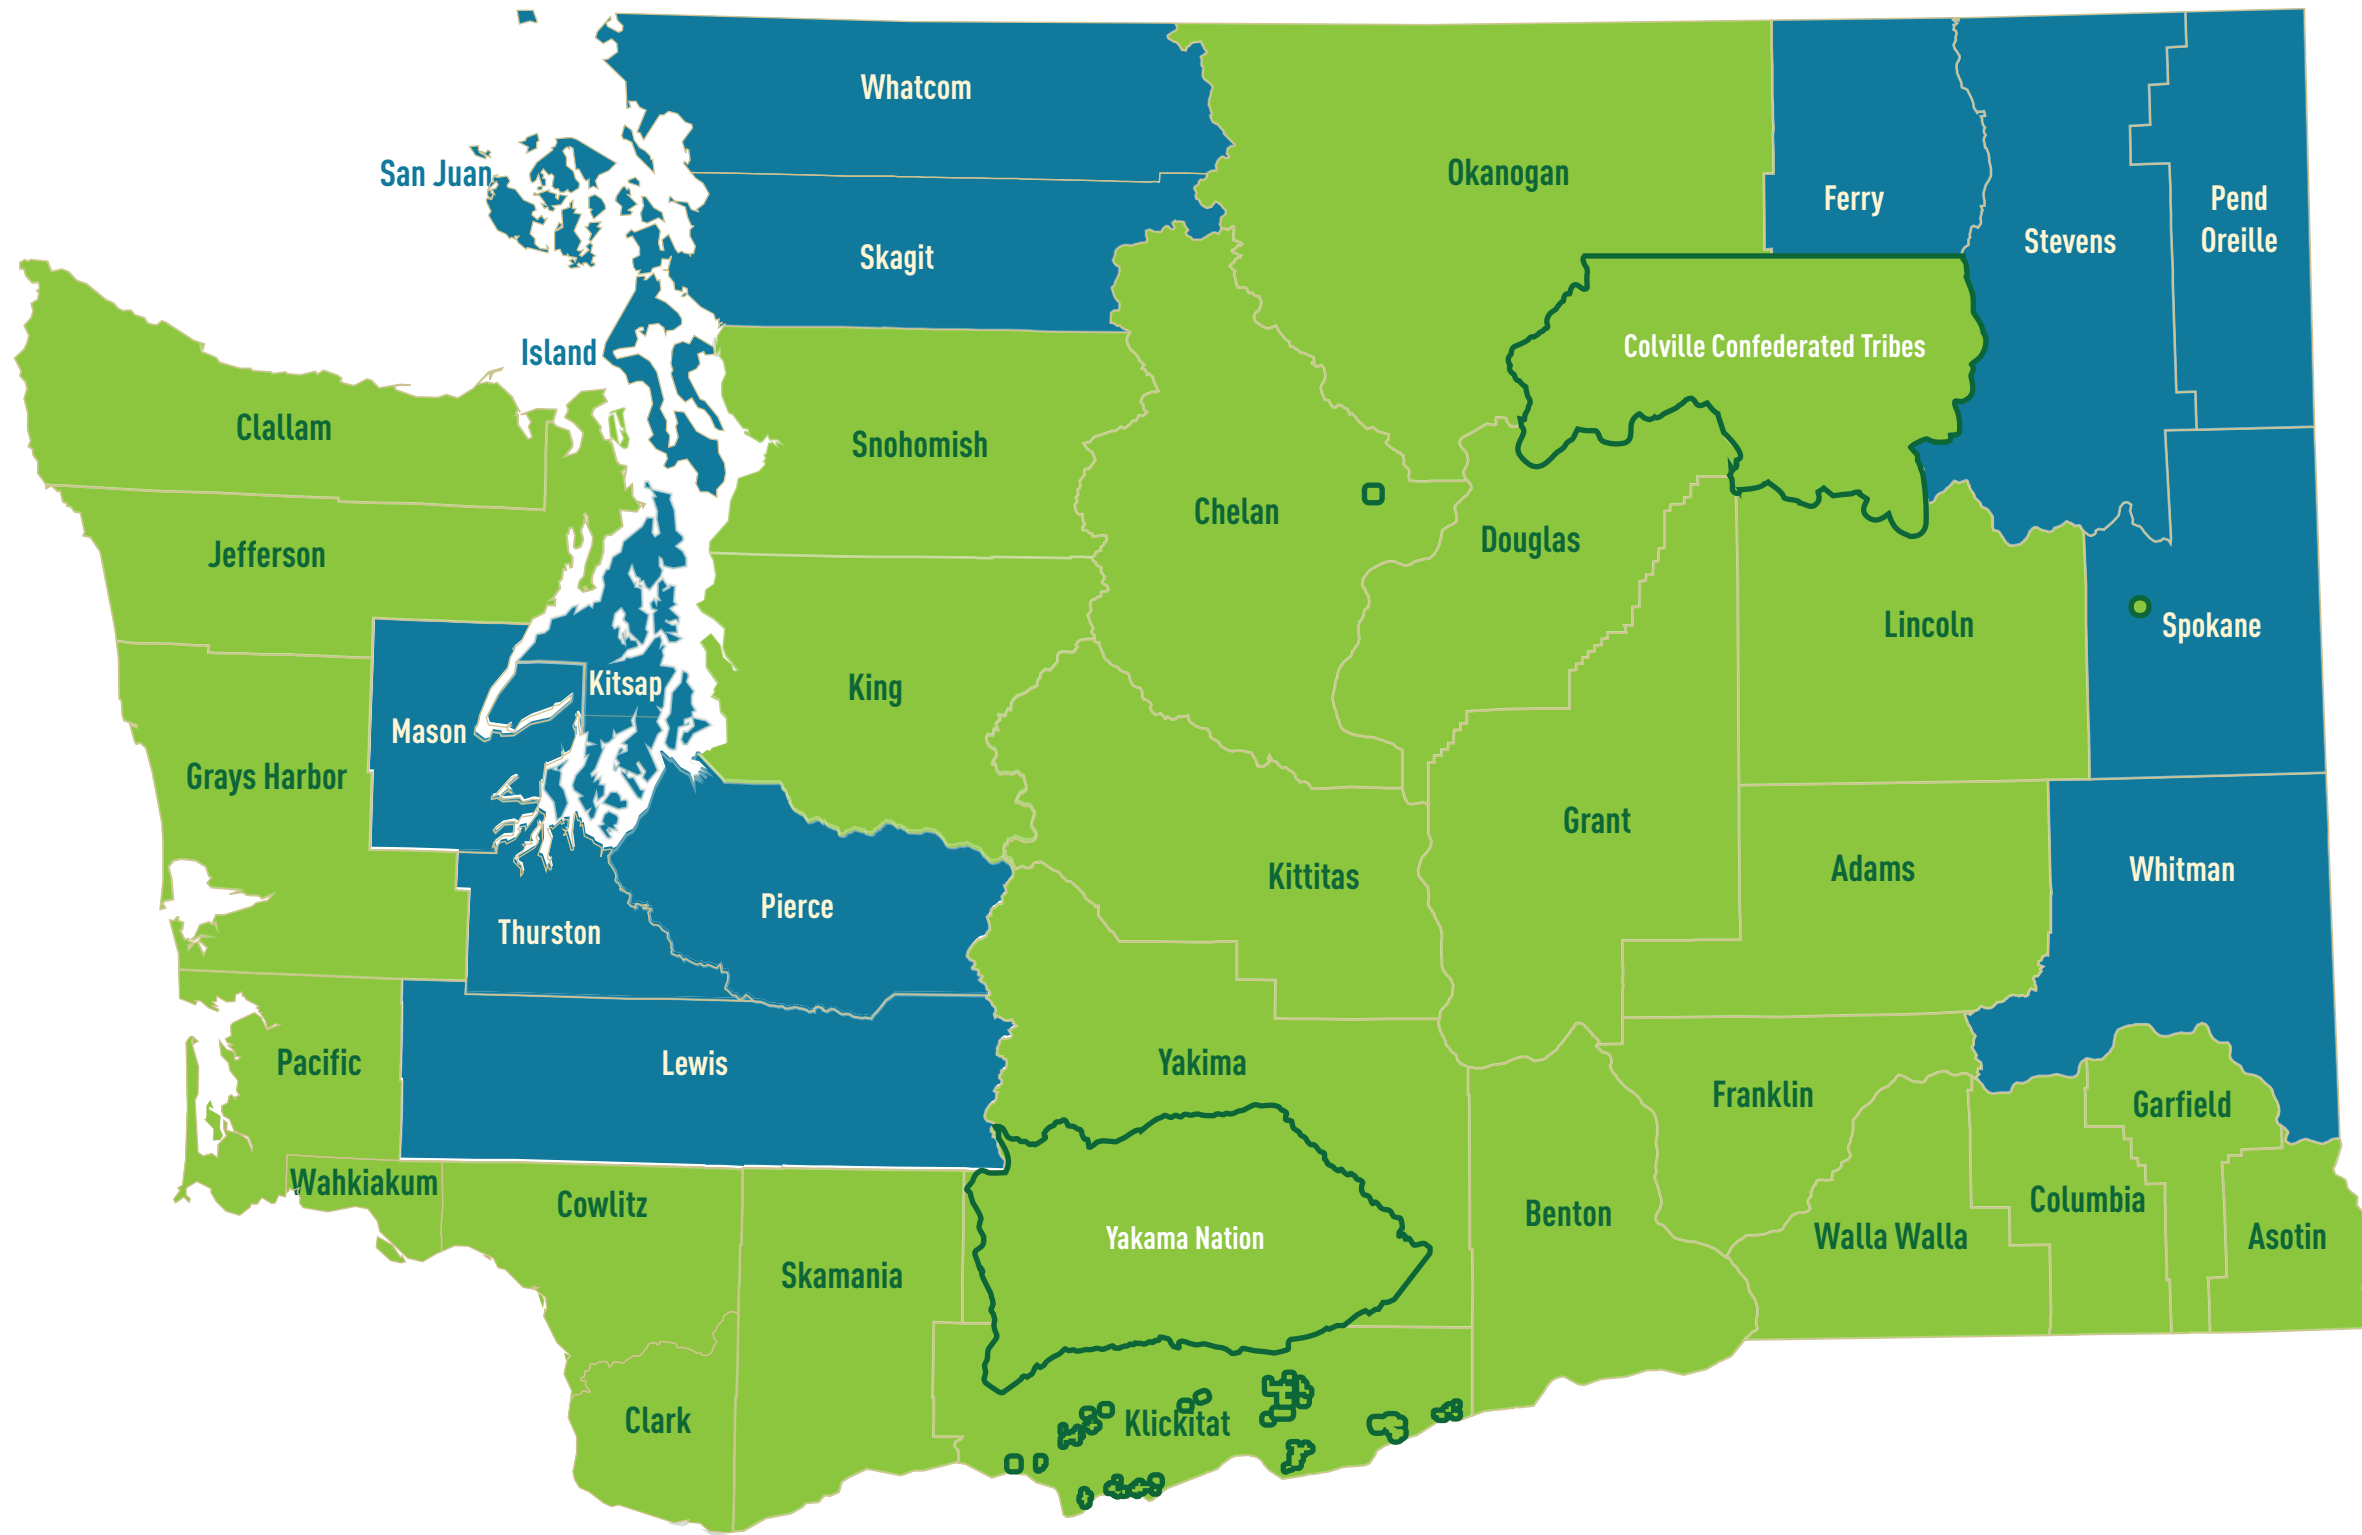 Whatcom
San Juan
Okanogan
Ferry
Pend
Oreille
Stevens
Skagit
Island
Colville Confederated Tribes
Clallam
Snohomish
Chelan
Douglas
Jefferson
Lincoln
Spokane
Kitsap
King
Mason
Grays Harbor
Grant
Adams
Whitman
Kittitas
Pierce
Thurston
Pacific
Lewis
Yakima
Franklin
Garfield
Wahkiakum
Cowlitz
Columbia
Benton
Walla Walla
Asotin
Yakama Nation
Skamania
Clark
Klickitat